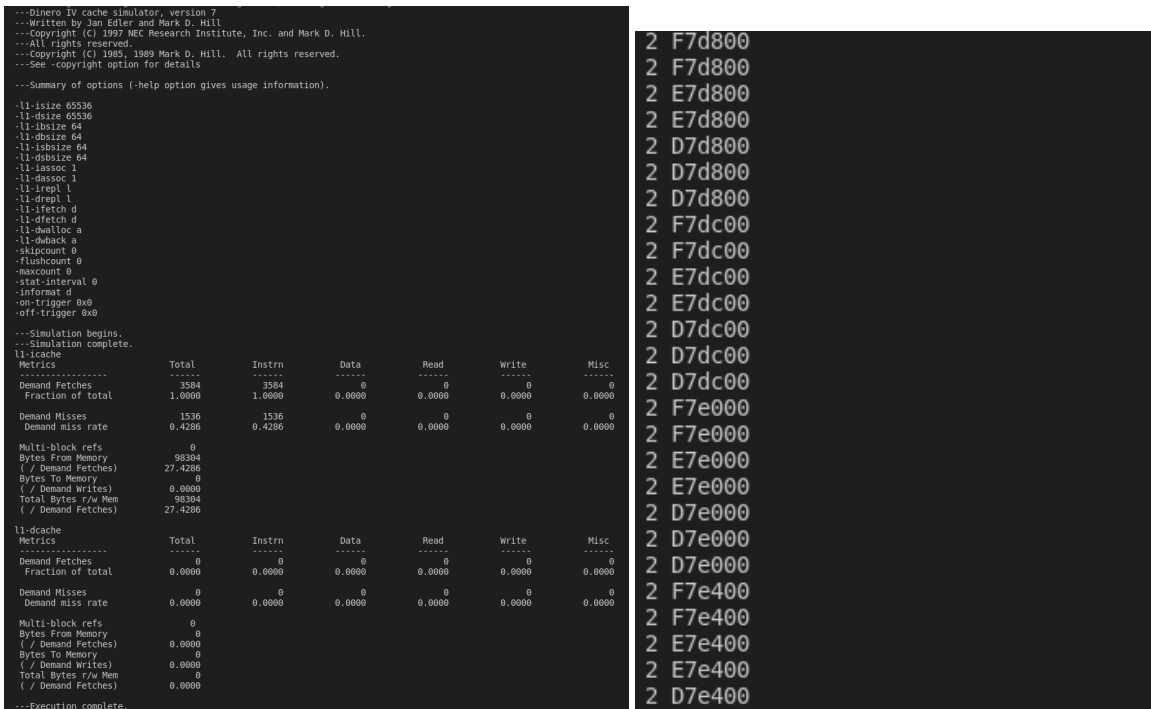 ---Dinero IV cache simulator, version 7
---Written by Jan Edler and Mark D. Hill
---Copyright (C) 1997 NEC Research Institute, Inc. and Mark D. Hill.
---All rights reserved.
---Copyright (C) 1985, 1989 Mark D. Hill.  All rights reserved.
---See -copyright option for details
---Summary of options (-help option gives usage information).
-l1-isize 65536
-l1-dsize 65536
-l1-ibsize 64
-l1-dbsize 64
-l1-isbsize 64
-l1-dsbsize 64
-l1-iassoc 1
-l1-dassoc 1
-l1-irepl l
-l1-drepl l
-l1-ifetch d
-l1-dfetch d
-l1-dwalloc a
-l1-dwback a
-skipcount 0
-flushcount 0
-maxcount 0
-stat-interval 0
-informat d
-on-trigger 0x0
-off-trigger 0x0
---Simulation begins.
---Simulation complete.
l1-icache
Metrics Total Instrn Data Read Write Misc
----------------- ------ ------ ------ ------ ------ ------
Demand Fetches 3584 3584 0 0 0 0
Fraction of total 1.0000 1.0000 0.0000 0.0000 0.0000 0.0000
Demand Misses 1536 1536 0 0 0 0
Demand miss rate 0.4286 0.4286 0.0000 0.0000 0.0000 0.0000
Multi-block refs 0
Bytes From Memory 98304
( / Demand Fetches) 27.4286
Bytes To Memory 0
( / Demand Writes) 0.0000
Total Bytes r/w Mem 98304
( / Demand Fetches) 27.4286
l1-dcache
Metrics Total Instrn Data Read Write Misc
----------------- ------ ------ ------ ------ ------ ------
Demand Fetches 0 0 0 0 0 0
Fraction of total 0.0000 0.0000 0.0000 0.0000 0.0000 0.0000
Demand Misses 0 0 0 0 0 0
Demand miss rate 0.0000 0.0000 0.0000 0.0000 0.0000 0.0000
Multi-block refs 0
Bytes From Memory 0
( / Demand Fetches) 0.0000
Bytes To Memory 0
( / Demand Writes) 0.0000
Total Bytes r/w Mem 0
( / Demand Fetches) 0.0000
---Execution complete.
2 F7d800
2 F7d800
2 E7d800
2 E7d800
2 D7d800
2 D7d800
2 D7d800
2 F7dc00
2 F7dc00
2 E7dc00
2 E7dc00
2 D7dc00
2 D7dc00
2 D7dc00
2 F7e000
2 F7e000
2 E7e000
2 E7e000
2 D7e000
2 D7e000
2 D7e000
2 F7e400
2 F7e400
2 E7e400
2 E7e400
2 D7e400